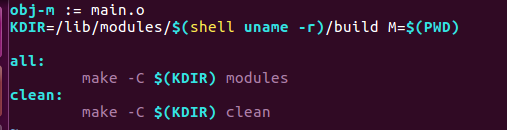 obj-m := main.o
KDIR=/lib/modules/$(shell uname -r)/build M=$(PWD)
all:
make -C $(KDIR) modules
clean:
make -C $(KDIR) clean